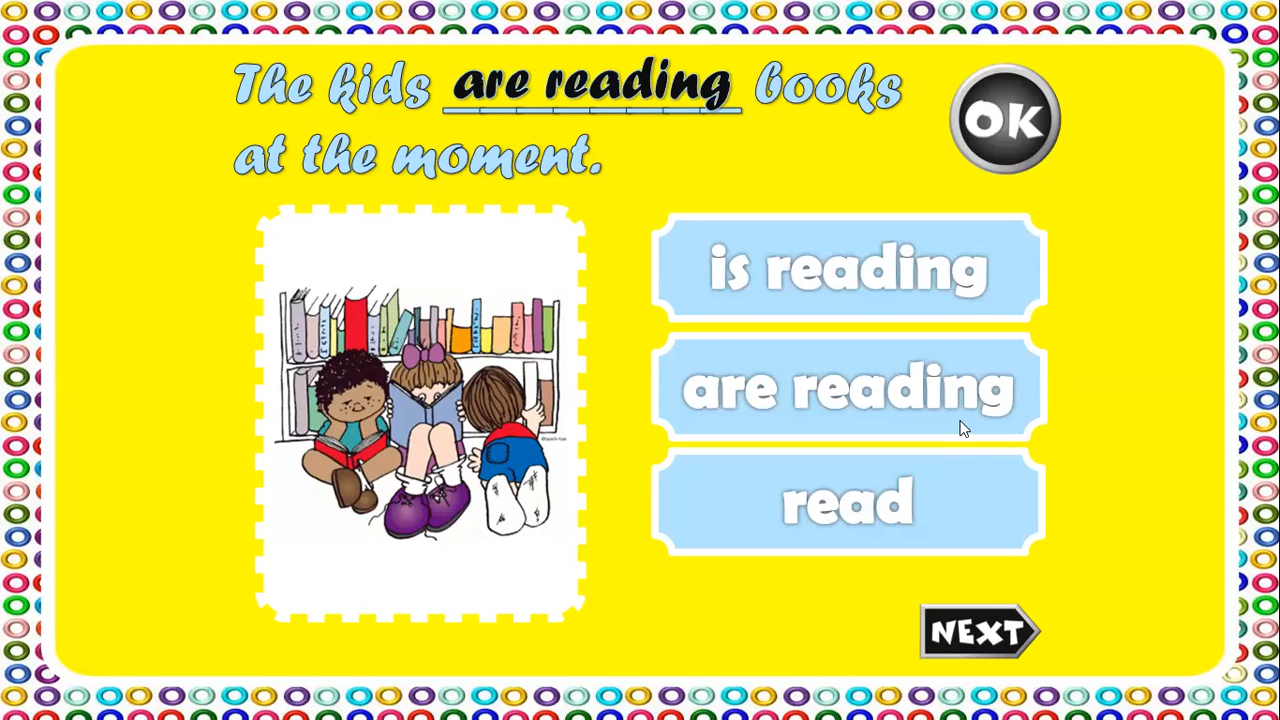 The kids are reading books
at the moment.
OK
is reading
are reading
read
NEXT